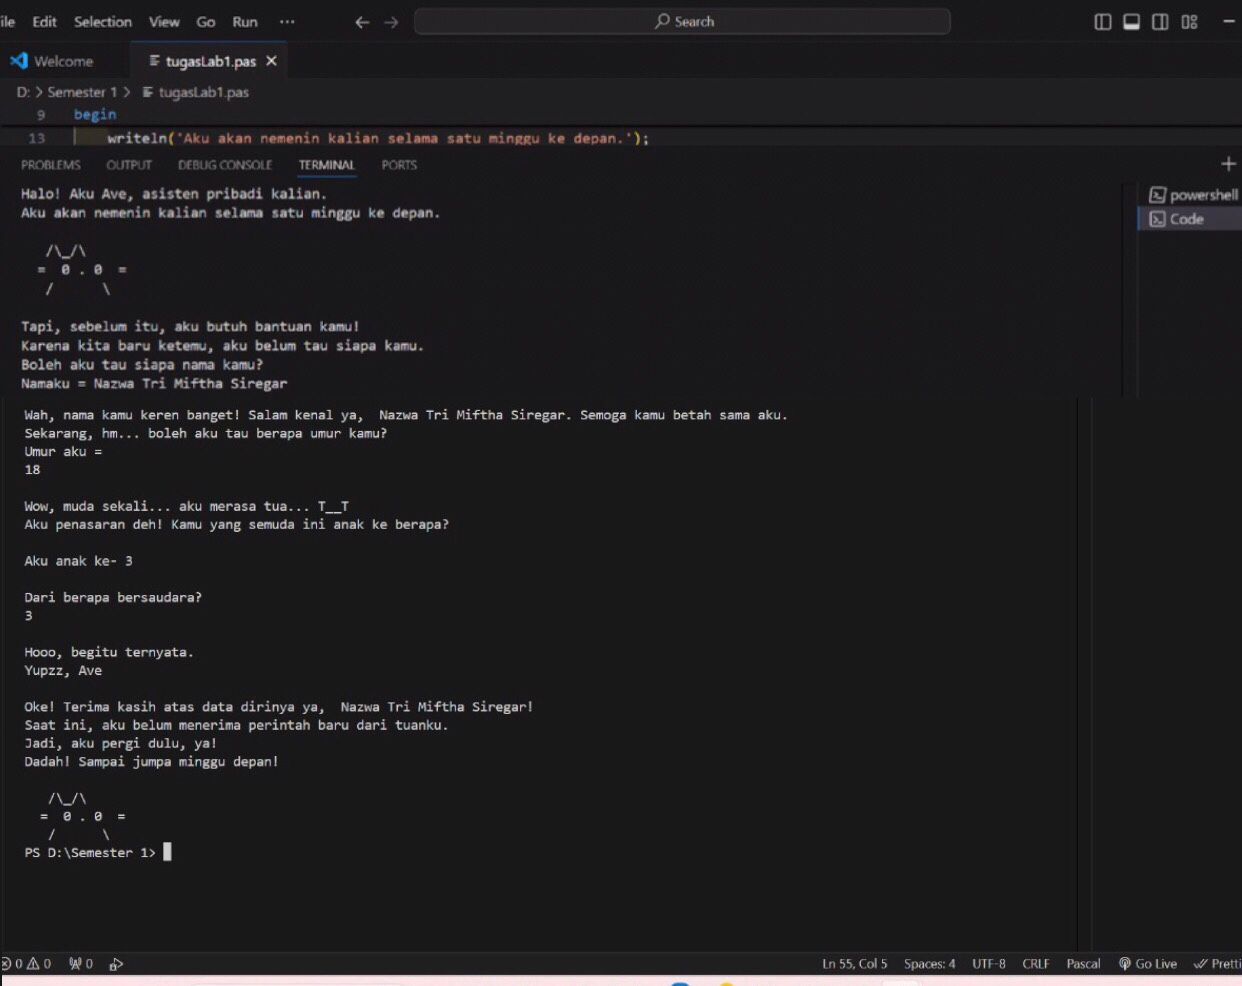 ile Edit Selection View Go Run ··· ← → Search
Welcome tugasLab1.pas ×
D: > Semester 1 > tugasLab1.pas
9 begin
13 writeln('Aku akan nemenin kalian selama satu minggu ke depan.');
PROBLEMS OUTPUT DEBUG CONSOLE TERMINAL PORTS +
Halo! Aku Ave, asisten pribadi kalian.
Aku akan nemenin kalian selama satu minggu ke depan.
powershell
Code
   /\_/\
  =  0 . 0  =
   /      \
Tapi, sebelum itu, aku butuh bantuan kamu!
Karena kita baru ketemu, aku belum tau siapa kamu.
Boleh aku tau siapa nama kamu?
Namaku = Nazwa Tri Miftha Siregar
Wah, nama kamu keren banget! Salam kenal ya,  Nazwa Tri Miftha Siregar. Semoga kamu betah sama aku.
Sekarang, hm... boleh aku tau berapa umur kamu?
Umur aku =
18
Wow, muda sekali... aku merasa tua... T__T
Aku penasaran deh! Kamu yang semuda ini anak ke berapa?
Aku anak ke- 3
Dari berapa bersaudara?
3
Hooo, begitu ternyata.
Yupzz, Ave
Oke! Terima kasih atas data dirinya ya,  Nazwa Tri Miftha Siregar!
Saat ini, aku belum menerima perintah baru dari tuanku.
Jadi, aku pergi dulu, ya!
Dadah! Sampai jumpa minggu depan!
   /\_/\
  =  0 . 0  =
   /      \
PS D:\Semester 1>
0 0 0 Ln 55, Col 5 Spaces: 4 UTF-8 CRLF Pascal Go Live Pretti